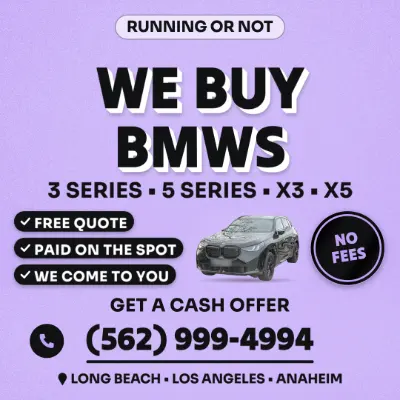 RUNNING OR NOT
WE BUY
BMWS
3 SERIES ▪ 5 SERIES ▪ X3 ▪ X5
FREE QUOTE
PAID ON THE SPOT
WE COME TO YOU
NO
FEES
GET A CASH OFFER
(562) 999-4994
LONG BEACH ▪ LOS ANGELES ▪ ANAHEIM